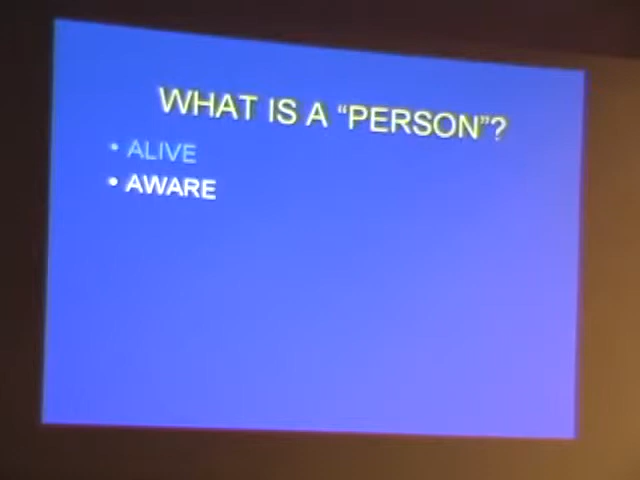 WHAT IS A “PERSON”?
• ALIVE
• AWARE